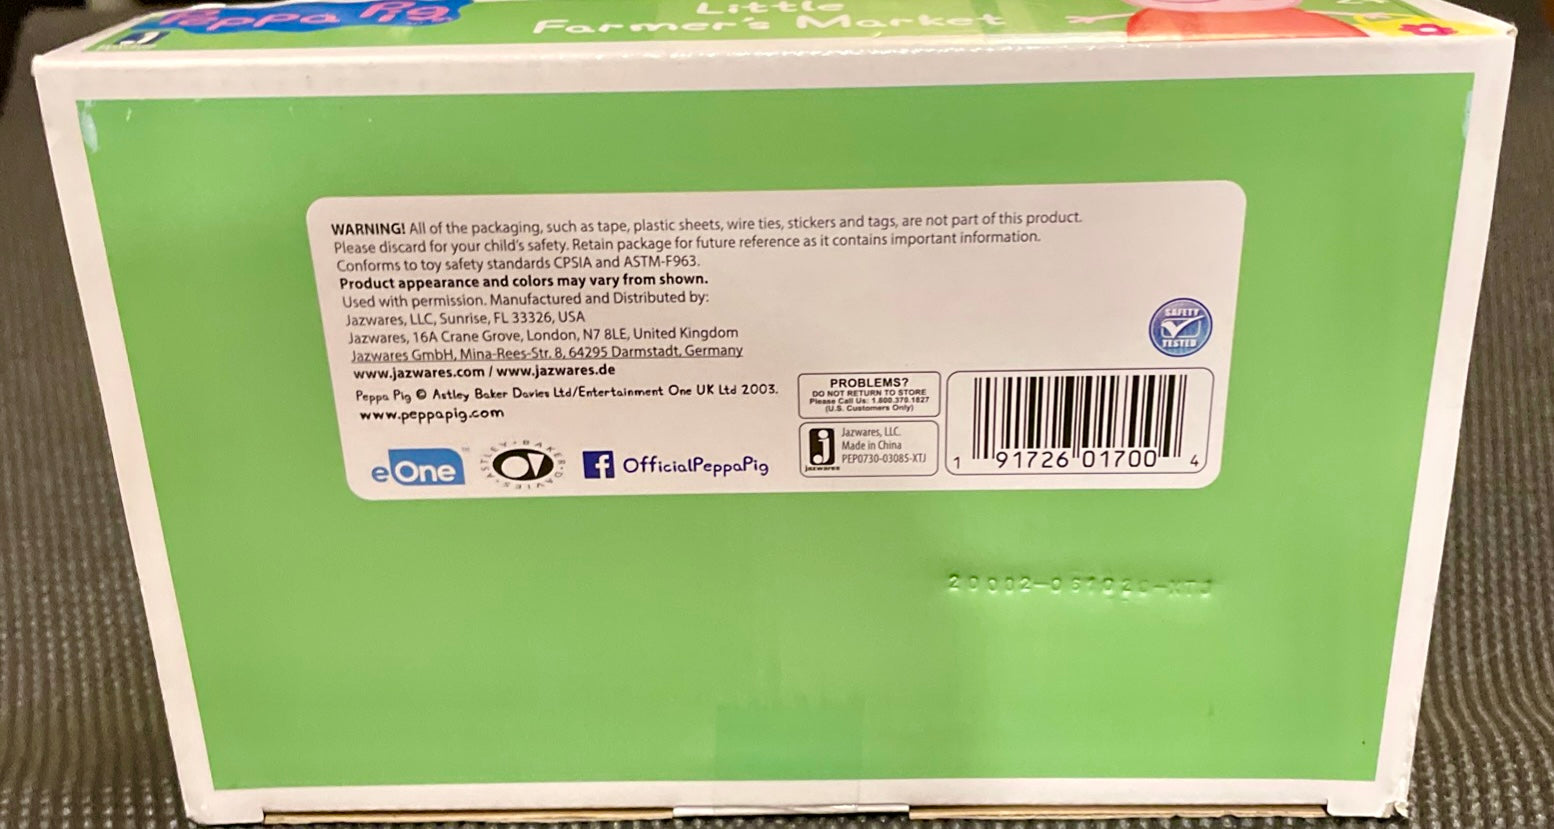 Peppa Pig
Little
Farmer's Market
WARNING! All of the packaging, such as tape, plastic sheets, wire ties, stickers and tags, are not part of this product.
Please discard for your child's safety. Retain package for future reference as it contains important information.
Conforms to toy safety standards CPSIA and ASTM-F963.
Product appearance and colors may vary from shown.
Used with permission. Manufactured and Distributed by:
Jazwares, LLC, Sunrise, FL 33326, USA
Jazwares, 16A Crane Grove, London, N7 8LE, United Kingdom
Jazwares GmbH, Mina-Rees-Str. 8, 64295 Darmstadt, Germany
www.jazwares.com / www.jazwares.de
Peppa Pig © Astley Baker Davies Ltd/Entertainment One UK Ltd 2003.
www.peppapig.com
eOne
ASTLEY·BAKER·DAVIES
f OfficialPeppaPig
SAFETY
TESTED
PROBLEMS?
DO NOT RETURN TO STORE
Please Call Us: 1.800.370.1827
(U.S. Customers Only)
j
jazwares
Jazwares, LLC.
Made in China
PEP0730-03085-XTJ
1 91726 01700 4